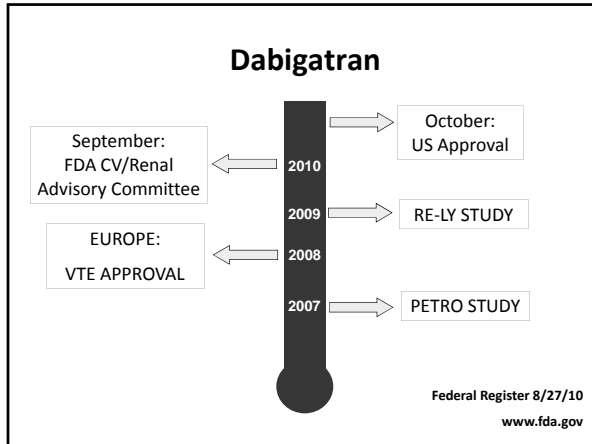 Dabigatran
October:
US Approval
September:
FDA CV/Renal
Advisory Committee
2010
2009
RE-LY STUDY
EUROPE:
VTE APPROVAL
2008
2007
PETRO STUDY
Federal Register 8/27/10
www.fda.gov